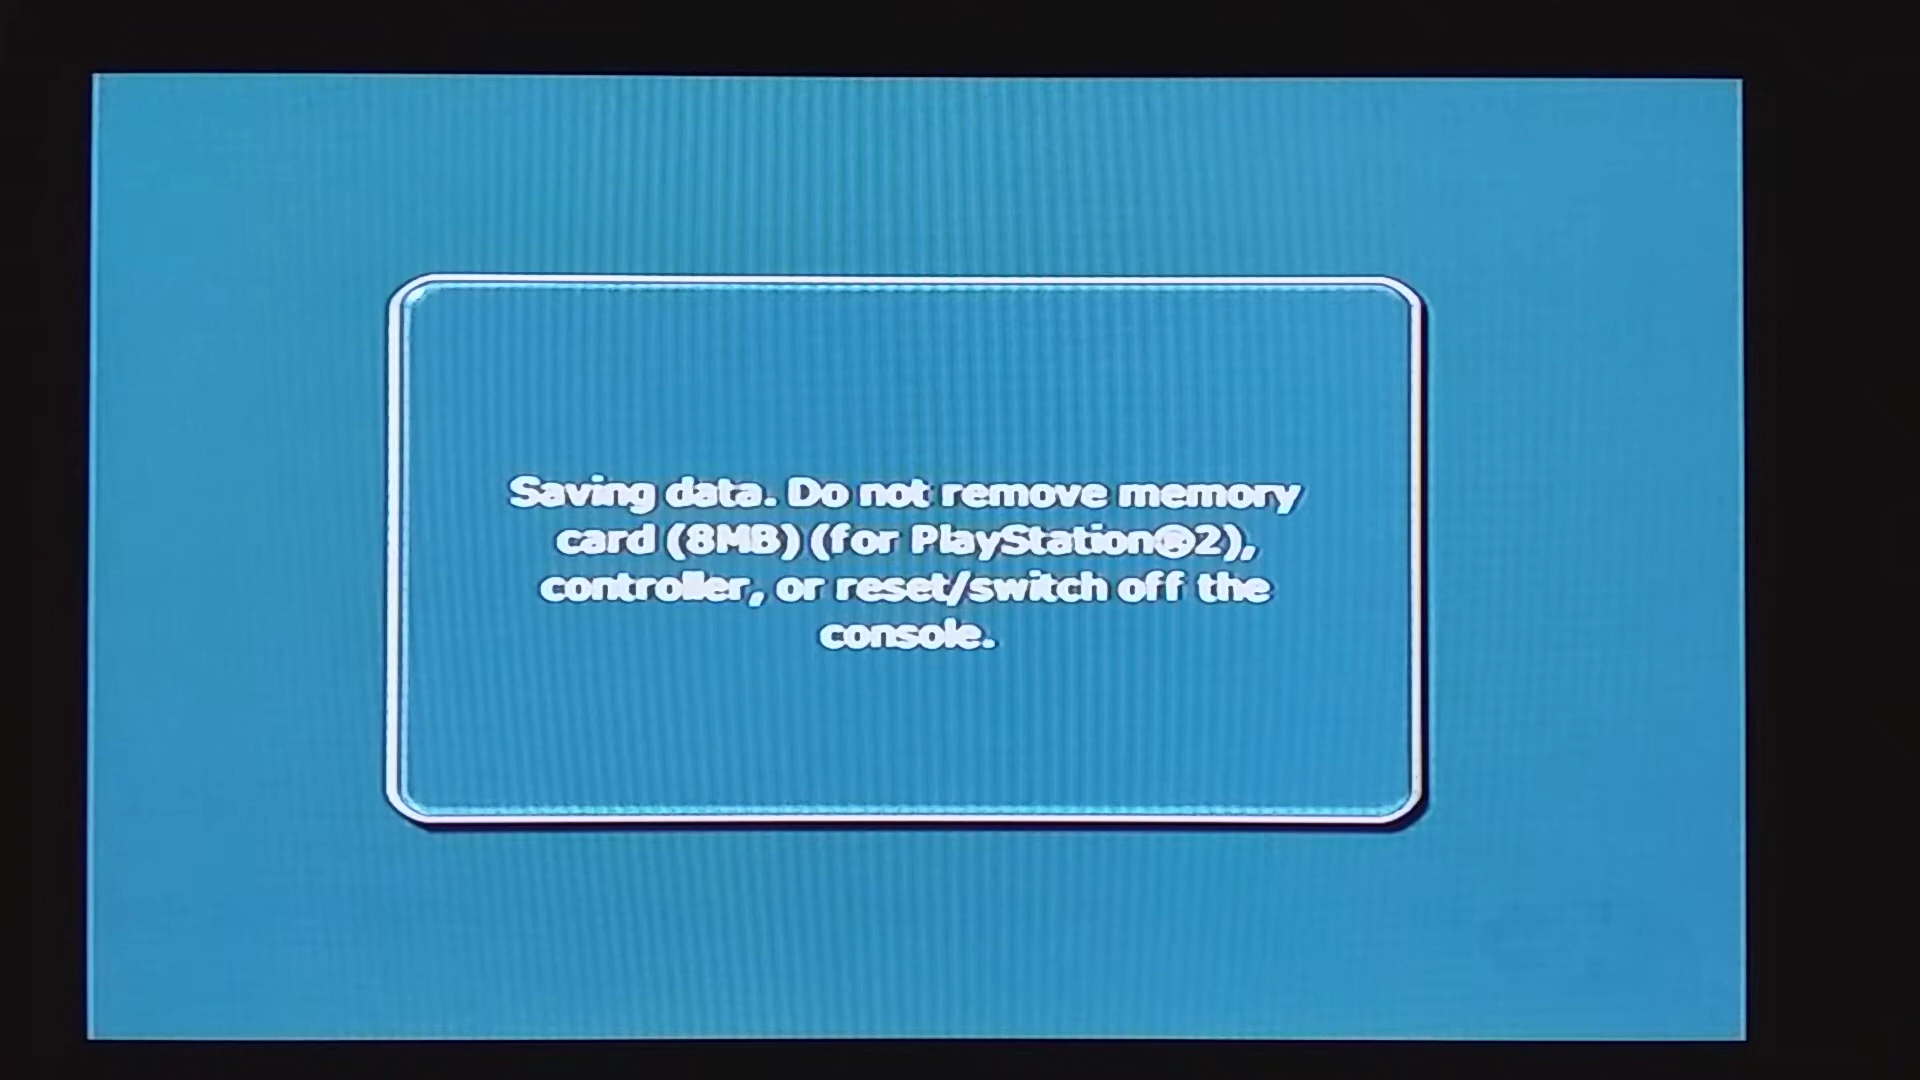 Saving data. Do not remove memory
card (8MB) (for PlayStation®2),
controller, or reset/switch off the
console.